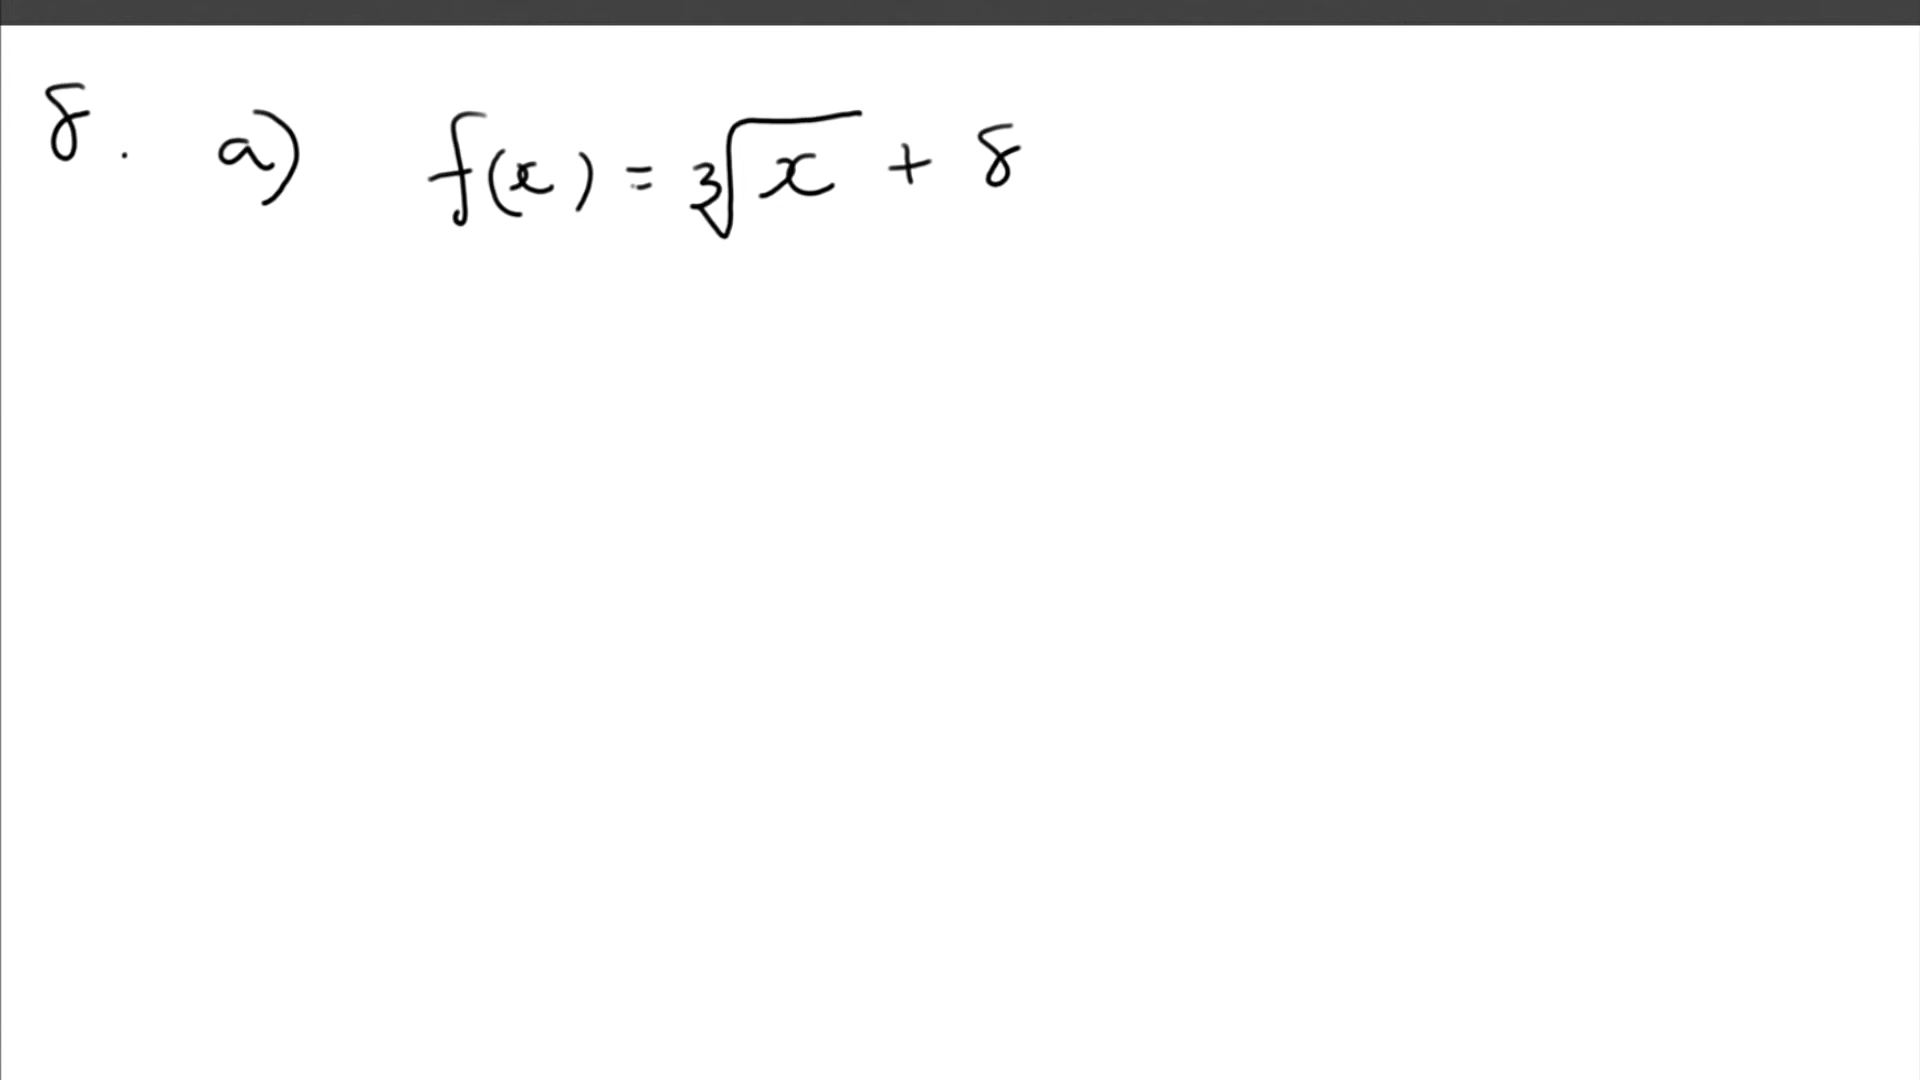 8. a) f(x) = ∛x + 8